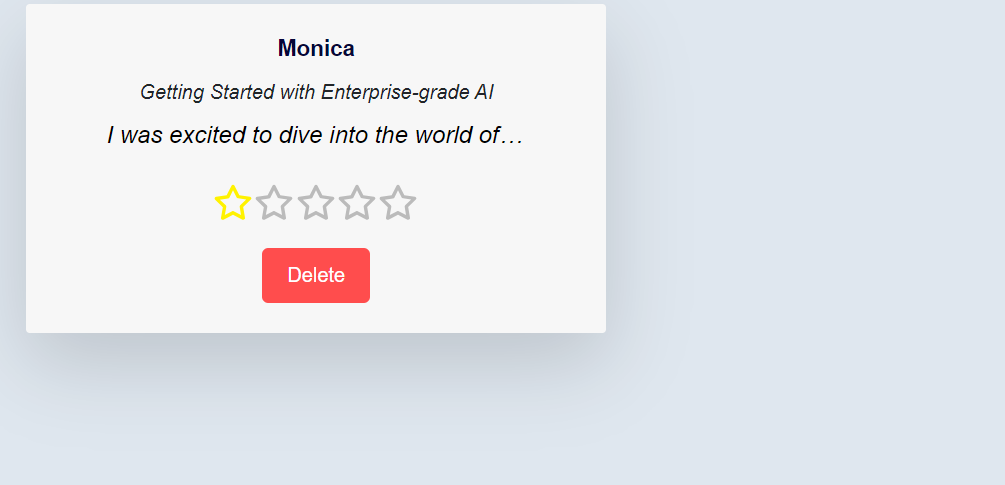 Monica
Getting Started with Enterprise-grade AI
I was excited to dive into the world of…
Delete